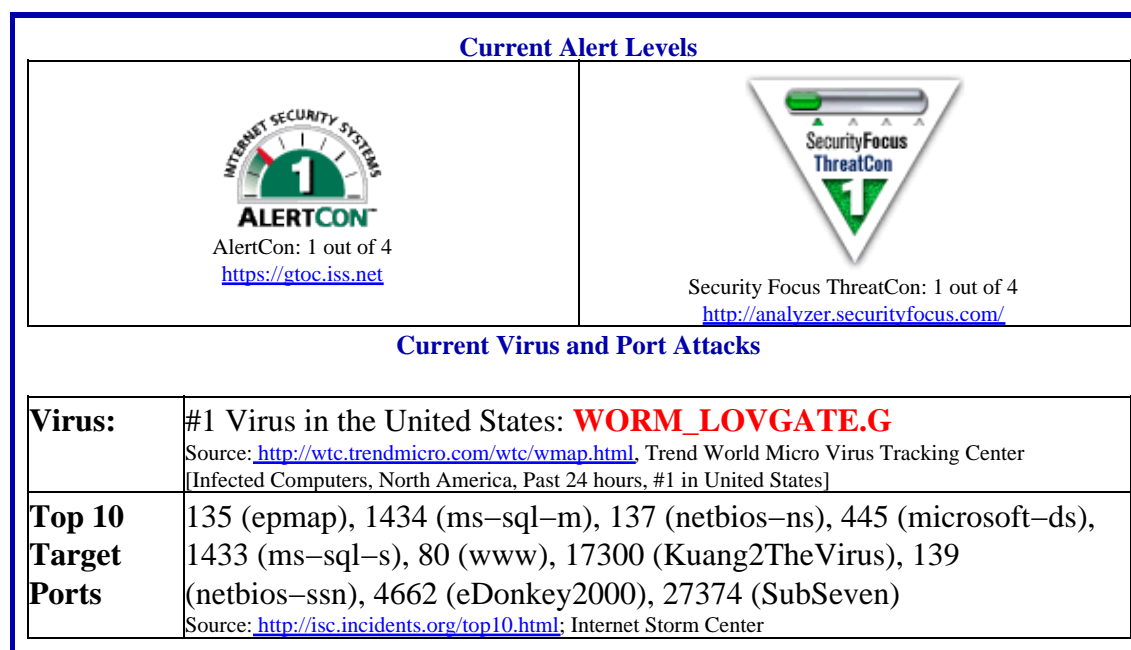 Current Alert Levels
INTERNET SECURITY SYSTEMS
1
ALERTCON™
AlertCon: 1 out of 4
https://gtoc.iss.net
SecurityFocus
ThreatCon
1
Security Focus ThreatCon: 1 out of 4
http://analyzer.securityfocus.com/
Current Virus and Port Attacks
Virus:
#1 Virus in the United States: WORM_LOVGATE.G
Source: http://wtc.trendmicro.com/wtc/wmap.html, Trend World Micro Virus Tracking Center
[Infected Computers, North America, Past 24 hours, #1 in United States]
Top 10
Target
Ports
135 (epmap), 1434 (ms−sql−m), 137 (netbios−ns), 445 (microsoft−ds),
1433 (ms−sql−s), 80 (www), 17300 (Kuang2TheVirus), 139
(netbios−ssn), 4662 (eDonkey2000), 27374 (SubSeven)
Source: http://isc.incidents.org/top10.html; Internet Storm Center